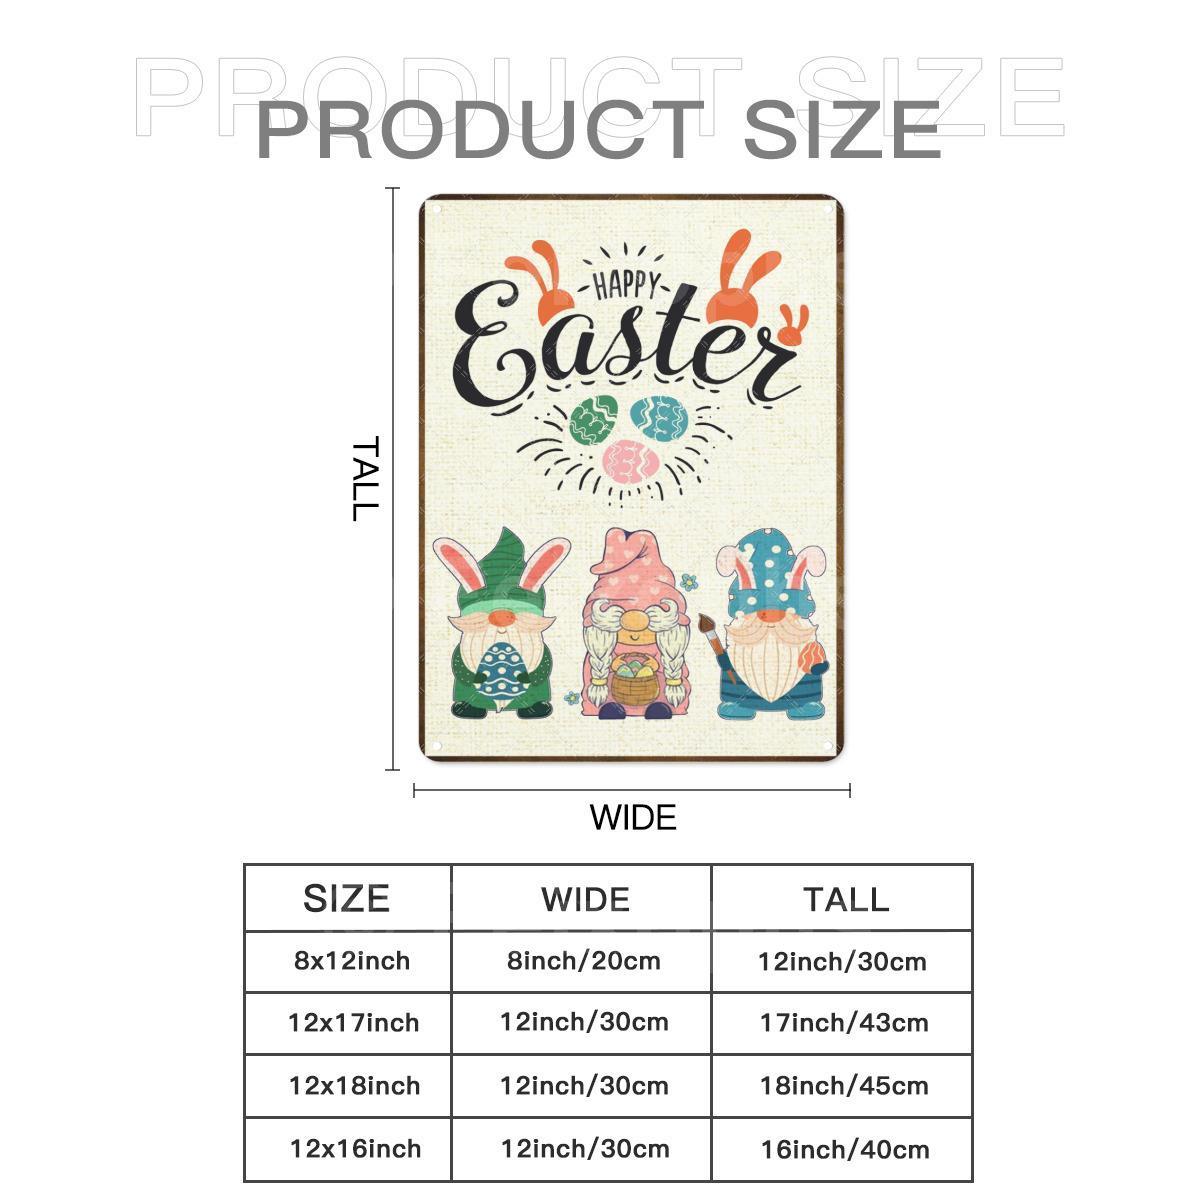 PRODUCT SIZE
PRODUCT SIZE
HAPPY
Easter
TALL
WIDE
SIZE WIDE TALL
8x12inch 8inch/20cm 12inch/30cm
12x17inch 12inch/30cm 17inch/43cm
12x18inch 12inch/30cm 18inch/45cm
12x16inch 12inch/30cm 16inch/40cm